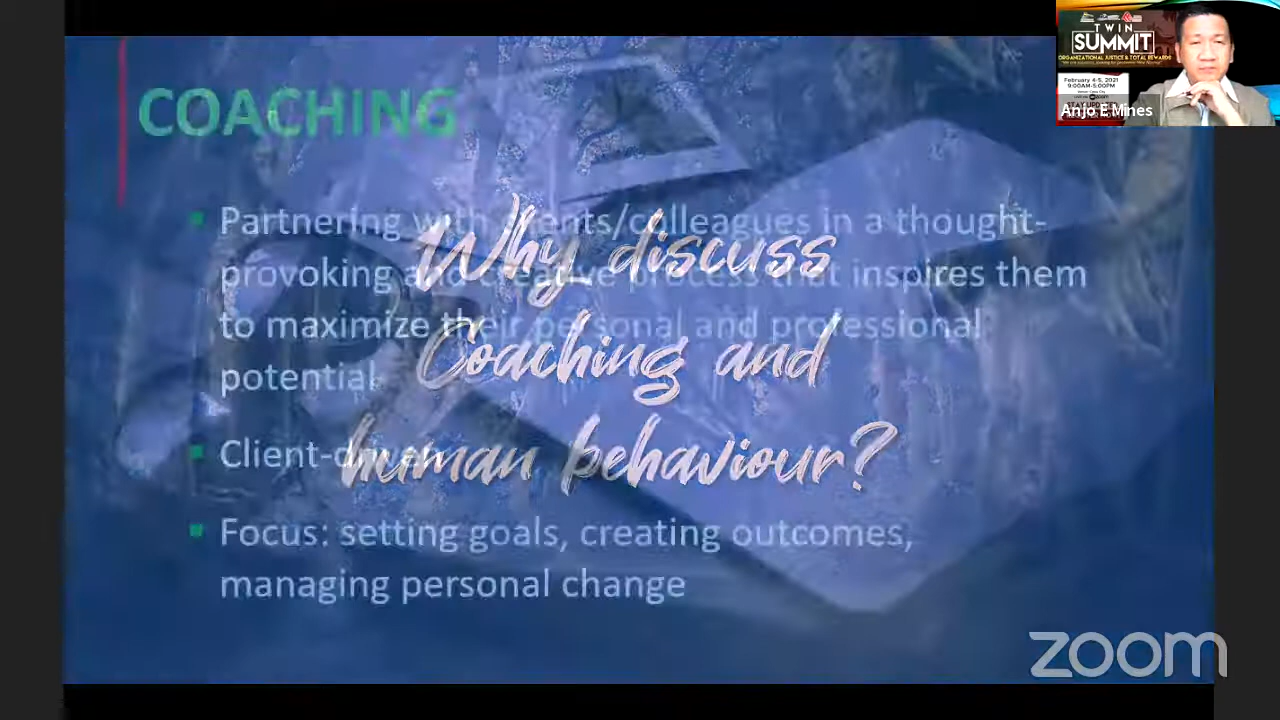 COACHING
Partnering with clients/colleagues in a thought-
provoking and creative process that inspires them
to maximize their personal and professional
potential
Client-driven
Focus: setting goals, creating outcomes,
managing personal change
Why discuss
Coaching and
human behaviour?
TWIN
SUMMIT
ORGANIZATIONAL JUSTICE & TOTAL REWARDS
February 4-5, 2021
9:00AM-5:00PM
Anjo E Mines
zoom